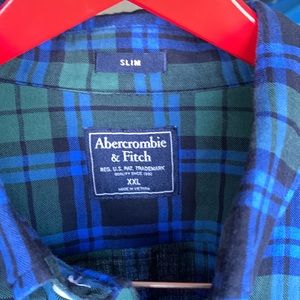 SLIM
Abercrombie
& Fitch
REG. U.S. PAT. TRADEMARK
QUALITY SINCE 1892
XXL
MADE IN VIETNAM